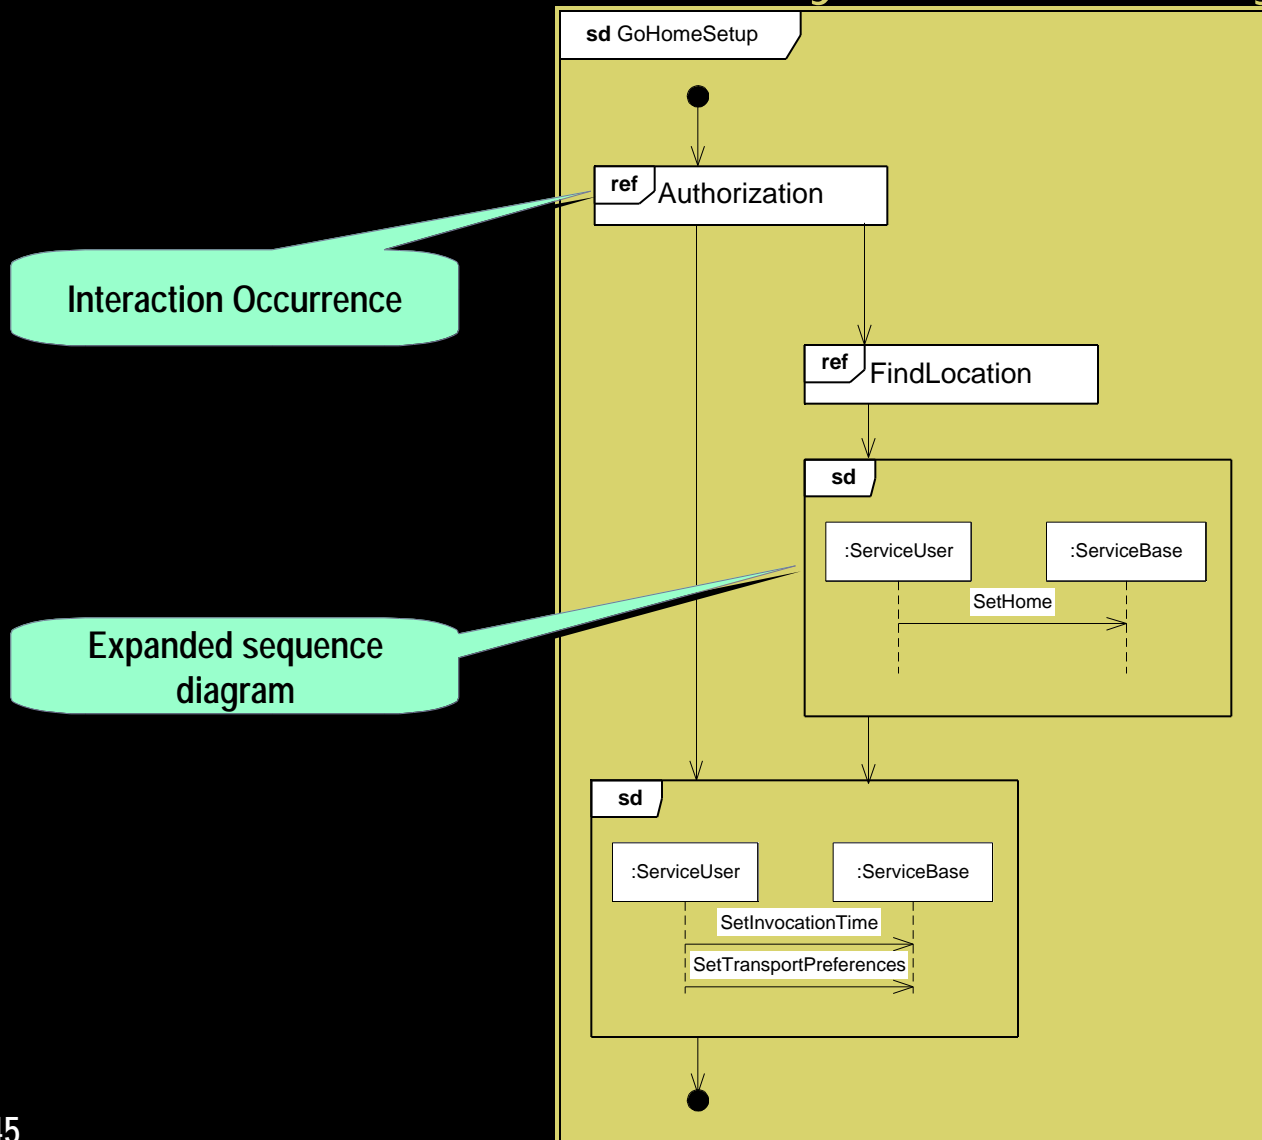 sd GoHomeSetup
ref Authorization
Interaction Occurrence
ref FindLocation
sd
:ServiceUser :ServiceBase
SetHome
Expanded sequence
diagram
sd
:ServiceUser :ServiceBase
SetInvocationTime
SetTransportPreferences